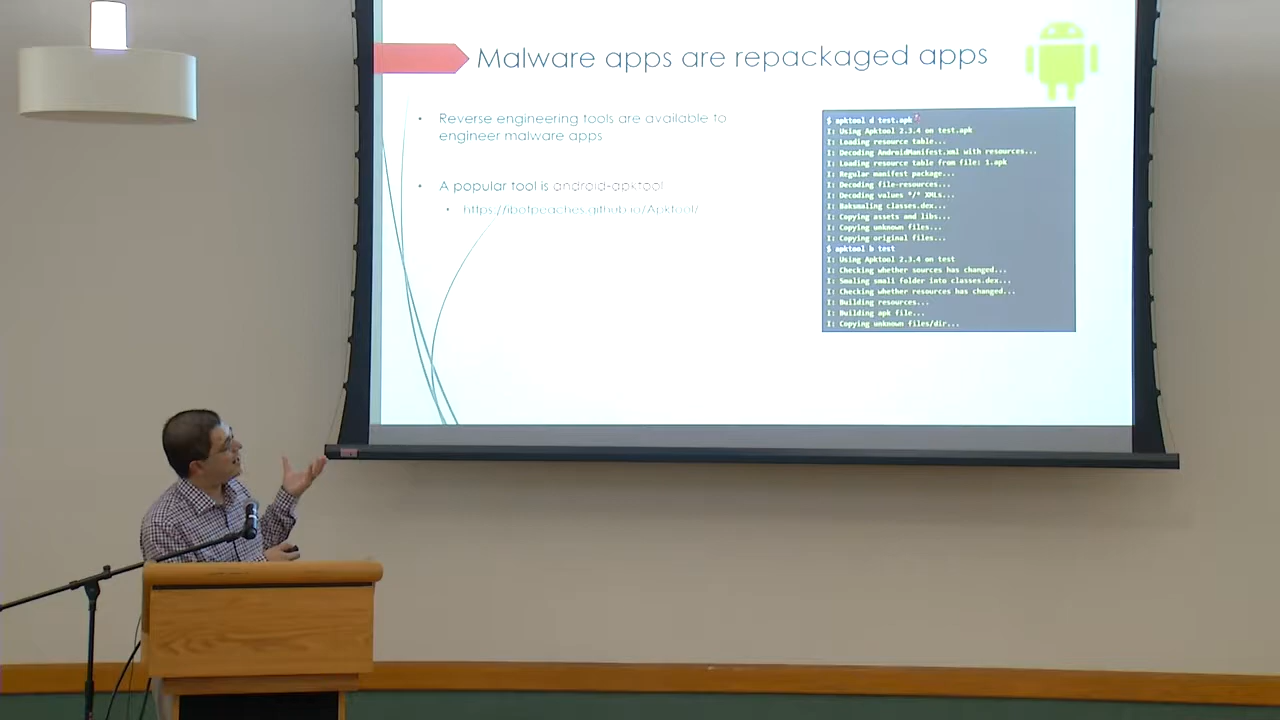 Malware apps are repackaged apps
• Reverse engineering tools are available to
engineer malware apps
• A popular tool is android-apktool
• https://ibotpeaches.github.io/Apktool/
$ apktool d test.apk
I: Using Apktool 2.3.4 on test.apk
I: Loading resource table...
I: Decoding AndroidManifest.xml with resources...
I: Loading resource table from file: 1.apk
I: Regular manifest package...
I: Decoding file-resources...
I: Decoding values */* XMLs...
I: Baksmaling classes.dex...
I: Copying assets and libs...
I: Copying unknown files...
I: Copying original files...
$ apktool b test
I: Using Apktool 2.3.4 on test
I: Checking whether sources has changed...
I: Smaling smali folder into classes.dex...
I: Checking whether resources has changed...
I: Building resources...
I: Building apk file...
I: Copying unknown files/dir...